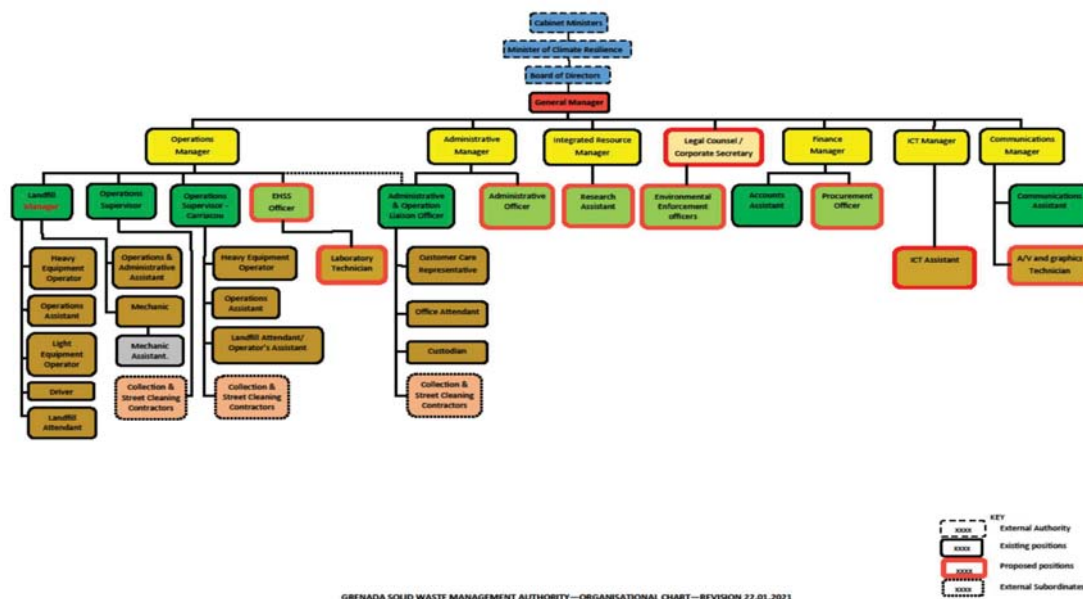 Cabinet Ministers
Minister of Climate Resilience
Board of Directors
General Manager
Operations
Manager
Administrative
Manager
Integrated Resource
Manager
Legal Counsel /
Corporate Secretary
Finance
Manager
ICT Manager
Communications
Manager
Landfill
Manager
Operations
Supervisor
Operations
Supervisor -
Carriacou
EHSS
Officer
Administrative
& Operation
Liaison Officer
Administrative
Officer
Research
Assistant
Environmental
Enforcement
officers
Accounts
Assistant
Procurement
Officer
Communications
Assistant
Heavy
Equipment
Operator
Operations &
Administrative
Assistant
Heavy Equipment
Operator
Laboratory
Technician
Customer Care
Representative
ICT Assistant
A/V and graphics
Technician
Operations
Assistant
Mechanic
Operations
Assistant
Office Attendant
Light
Equipment
Operator
Mechanic
Assistant.
Landfill Attendant/
Operator's Assistant
Custodian
Driver
Collection &
Street Cleaning
Contractors
Collection &
Street Cleaning
Contractors
Collection &
Street Cleaning
Contractors
Landfill
Attendant
KEY
xxxx External Authority
xxxx Existing positions
xxxx Proposed positions
xxxx External Subordinates
GRENADA SOLID WASTE MANAGEMENT AUTHORITY—ORGANISATIONAL CHART—REVISION 22.01.2021